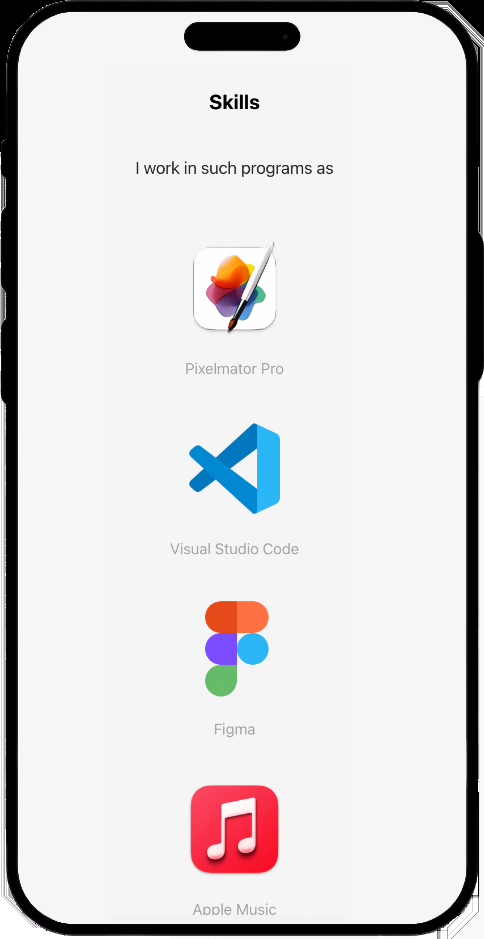 Skills
I work in such programs as
Pixelmator Pro
Visual Studio Code
Figma
Apple Music